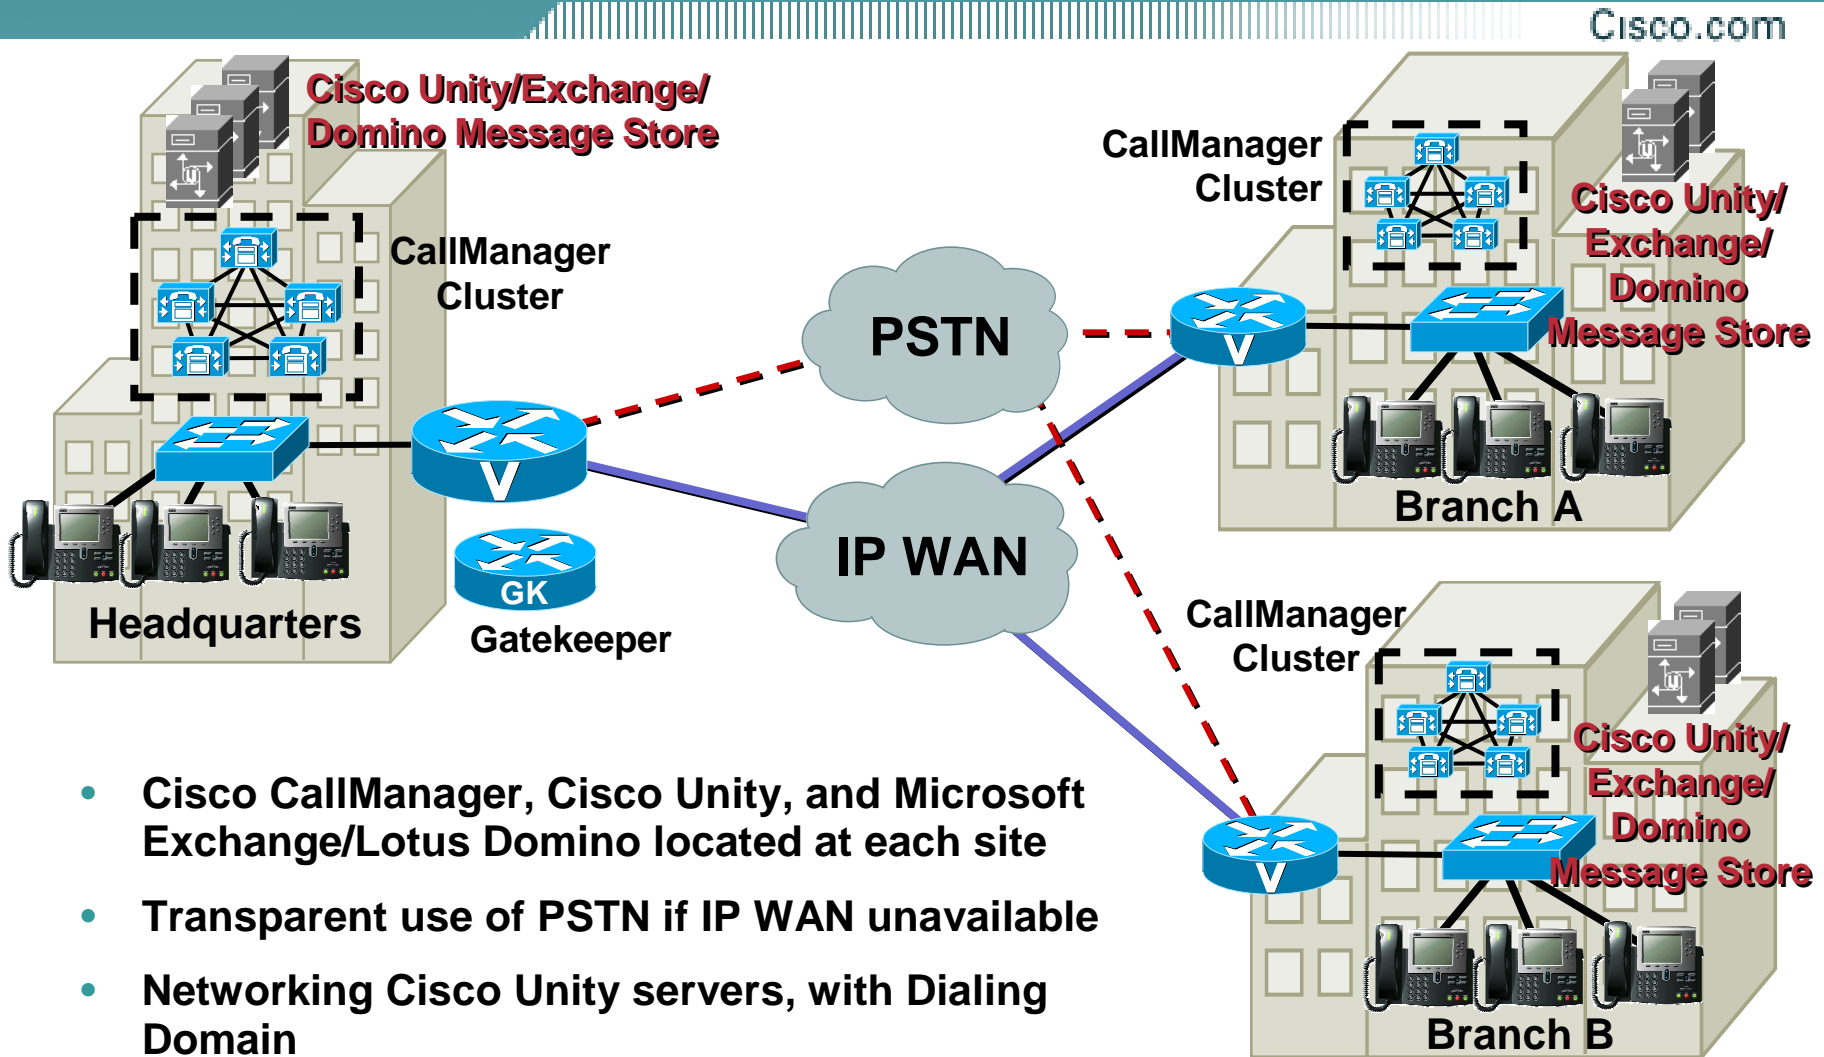 Cisco.com
Cisco Unity/Exchange/
Domino Message Store
CallManager
Cluster
Headquarters
V
GK
Gatekeeper
PSTN
IP WAN
CallManager
Cluster
Cisco Unity/
Exchange/
Domino
Message Store
V
Branch A
CallManager
Cluster
Cisco Unity/
Exchange/
Domino
Message Store
V
Branch B
• Cisco CallManager, Cisco Unity, and Microsoft
Exchange/Lotus Domino located at each site
• Transparent use of PSTN if IP WAN unavailable
• Networking Cisco Unity servers, with Dialing
Domain